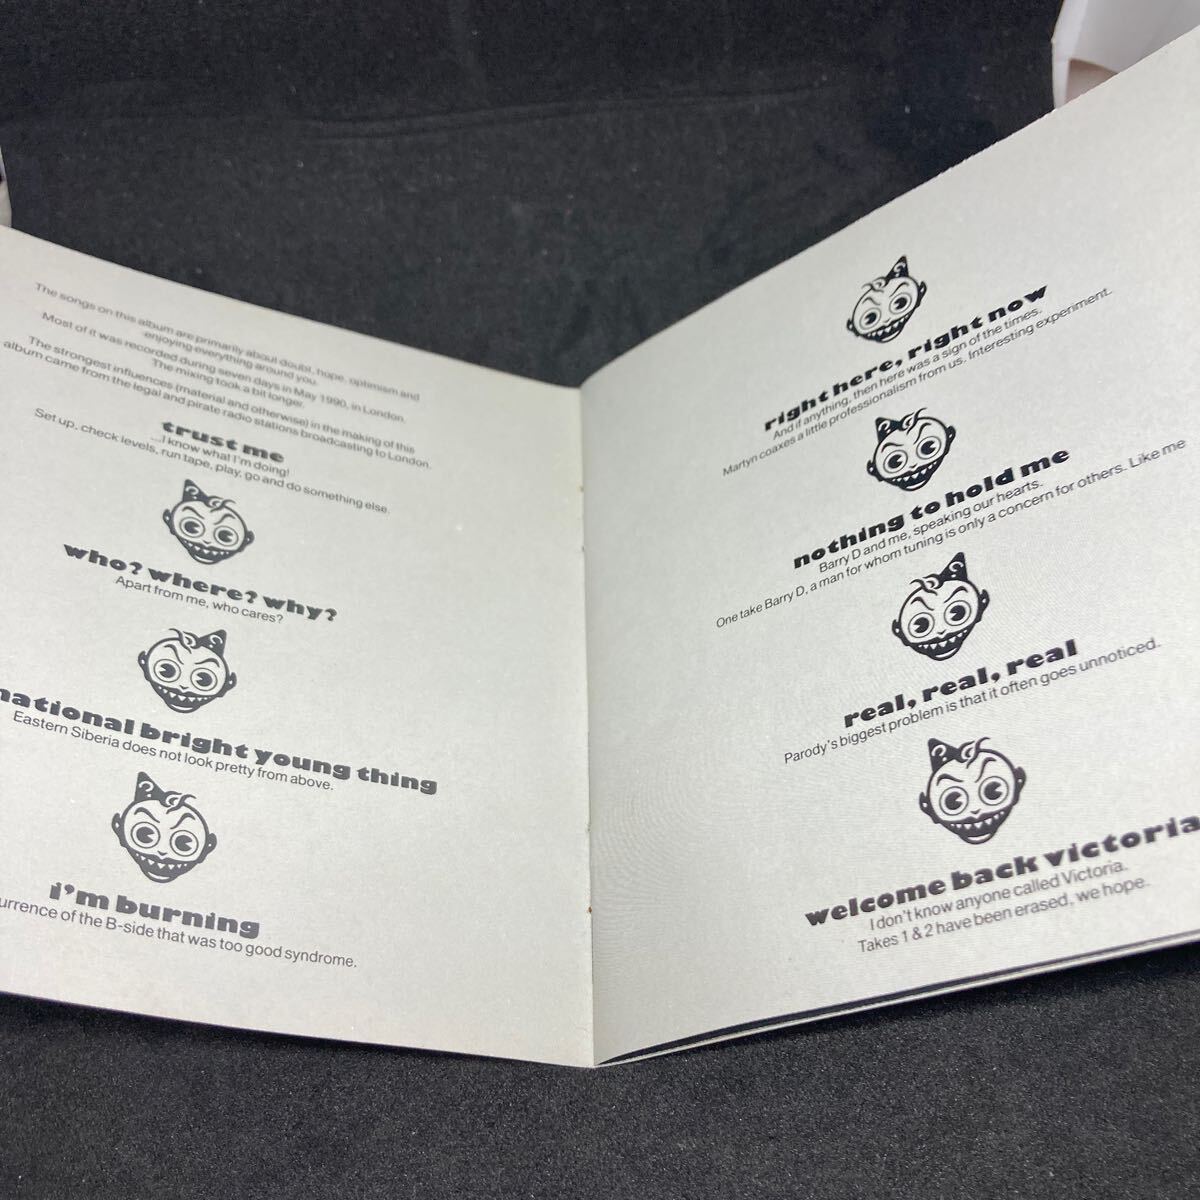 The songs on this album are primarily about doubt, hope, optimism and
enjoying everything around you.
Most of it was recorded during seven days in May 1990, in London.
The mixing took a bit longer.
The strongest influences (material and otherwise) in the making of this
album came from the legal and pirate radio stations broadcasting to London.
trust me
...I know what I'm doing!
Set up, check levels, run tape, play, go and do something else.
who? where? why?
Apart from me, who cares?
national bright young thing
Eastern Siberia does not look pretty from above.
i'm burning
urrence of the B-side that was too good syndrome.
right here, right now
And if anything, then here was a sign of the times.
Martyn coaxes a little professionalism from us. Interesting experiment.
nothing to hold me
Barry D and me, speaking our hearts.
One take Barry D, a man for whom tuning is only a concern for others. Like me
real, real, real
Parody's biggest problem is that it often goes unnoticed.
welcome back victoria
I don't know anyone called Victoria.
Takes 1 & 2 have been erased, we hope.